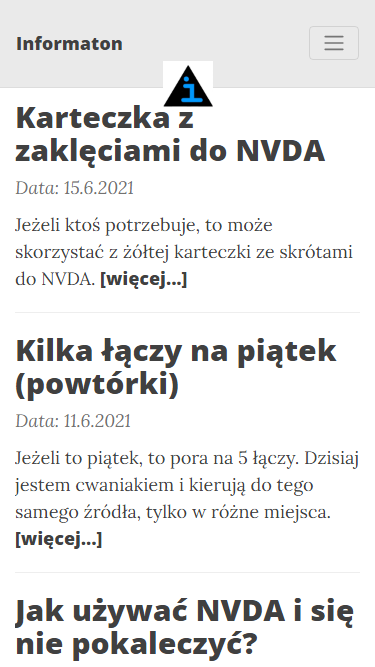 Informaton
i
Karteczka z
zaklęciami do NVDA
Data: 15.6.2021
Jeżeli ktoś potrzebuje, to może
skorzystać z żółtej karteczki ze skrótami
do NVDA. [więcej...]
Kilka łączy na piątek
(powtórki)
Data: 11.6.2021
Jeżeli to piątek, to pora na 5 łączy. Dzisiaj
jestem cwaniakiem i kierują do tego
samego źródła, tylko w różne miejsca.
[więcej...]
Jak używać NVDA i się
nie pokaleczyć?